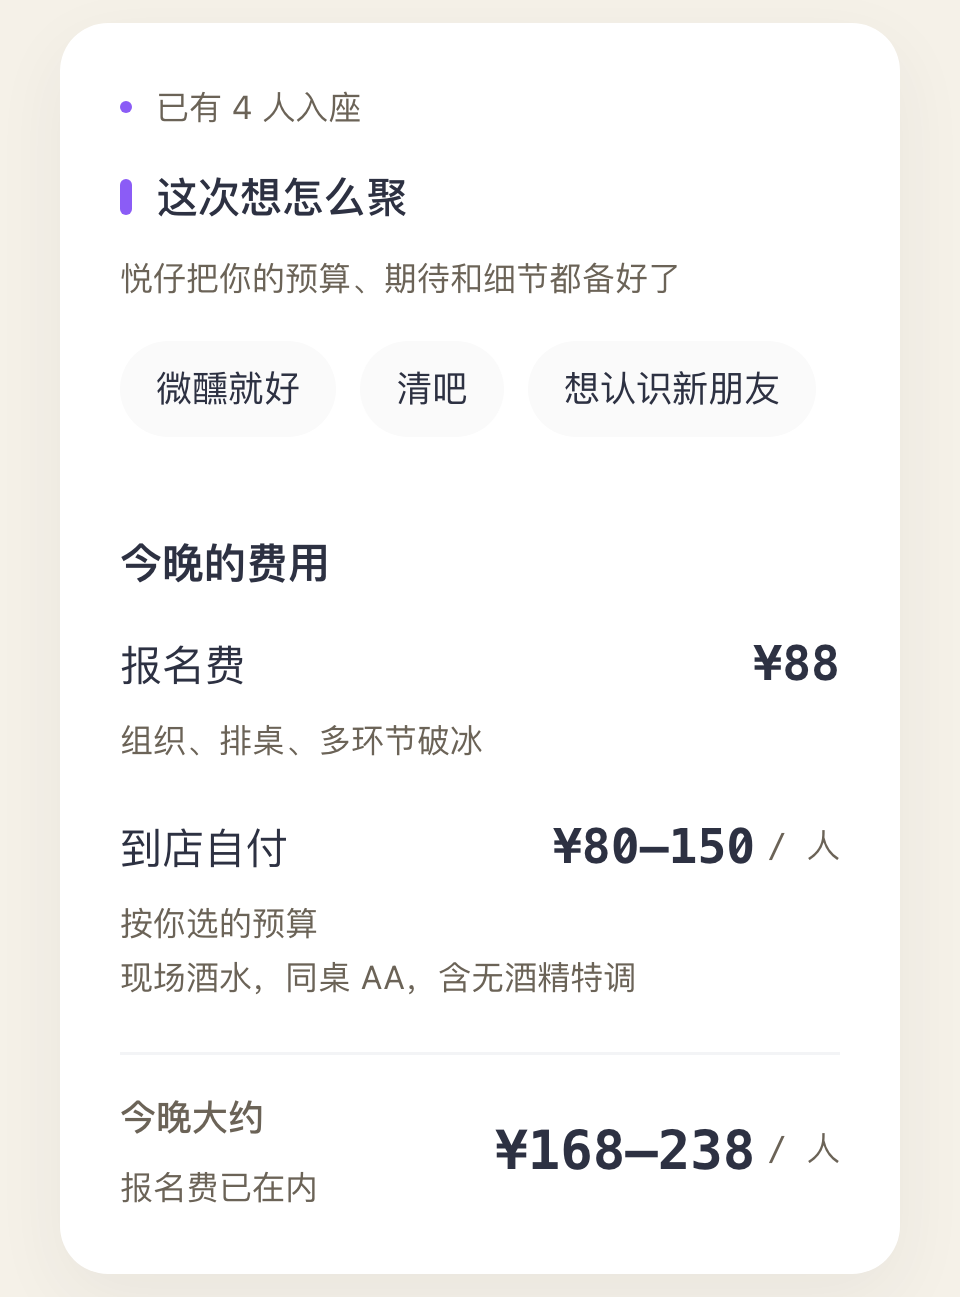 已有 4 人入座
这次想怎么聚
悦仔把你的预算、期待和细节都备好了
微醺就好 清吧 想认识新朋友
今晚的费用
报名费 ¥88
组织、排桌、多环节破冰
到店自付 ¥80–150 / 人
按你选的预算
现场酒水，同桌 AA，含无酒精特调
今晚大约
¥168–238 / 人
报名费已在内